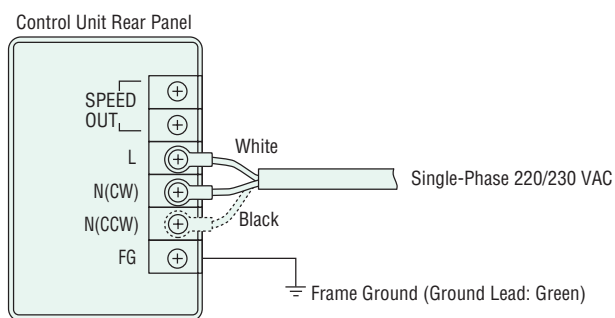 Control Unit Rear Panel
SPEED
OUT
L
White
N(CW)
Single-Phase 220/230 VAC
N(CCW)
Black
FG
Frame Ground (Ground Lead: Green)